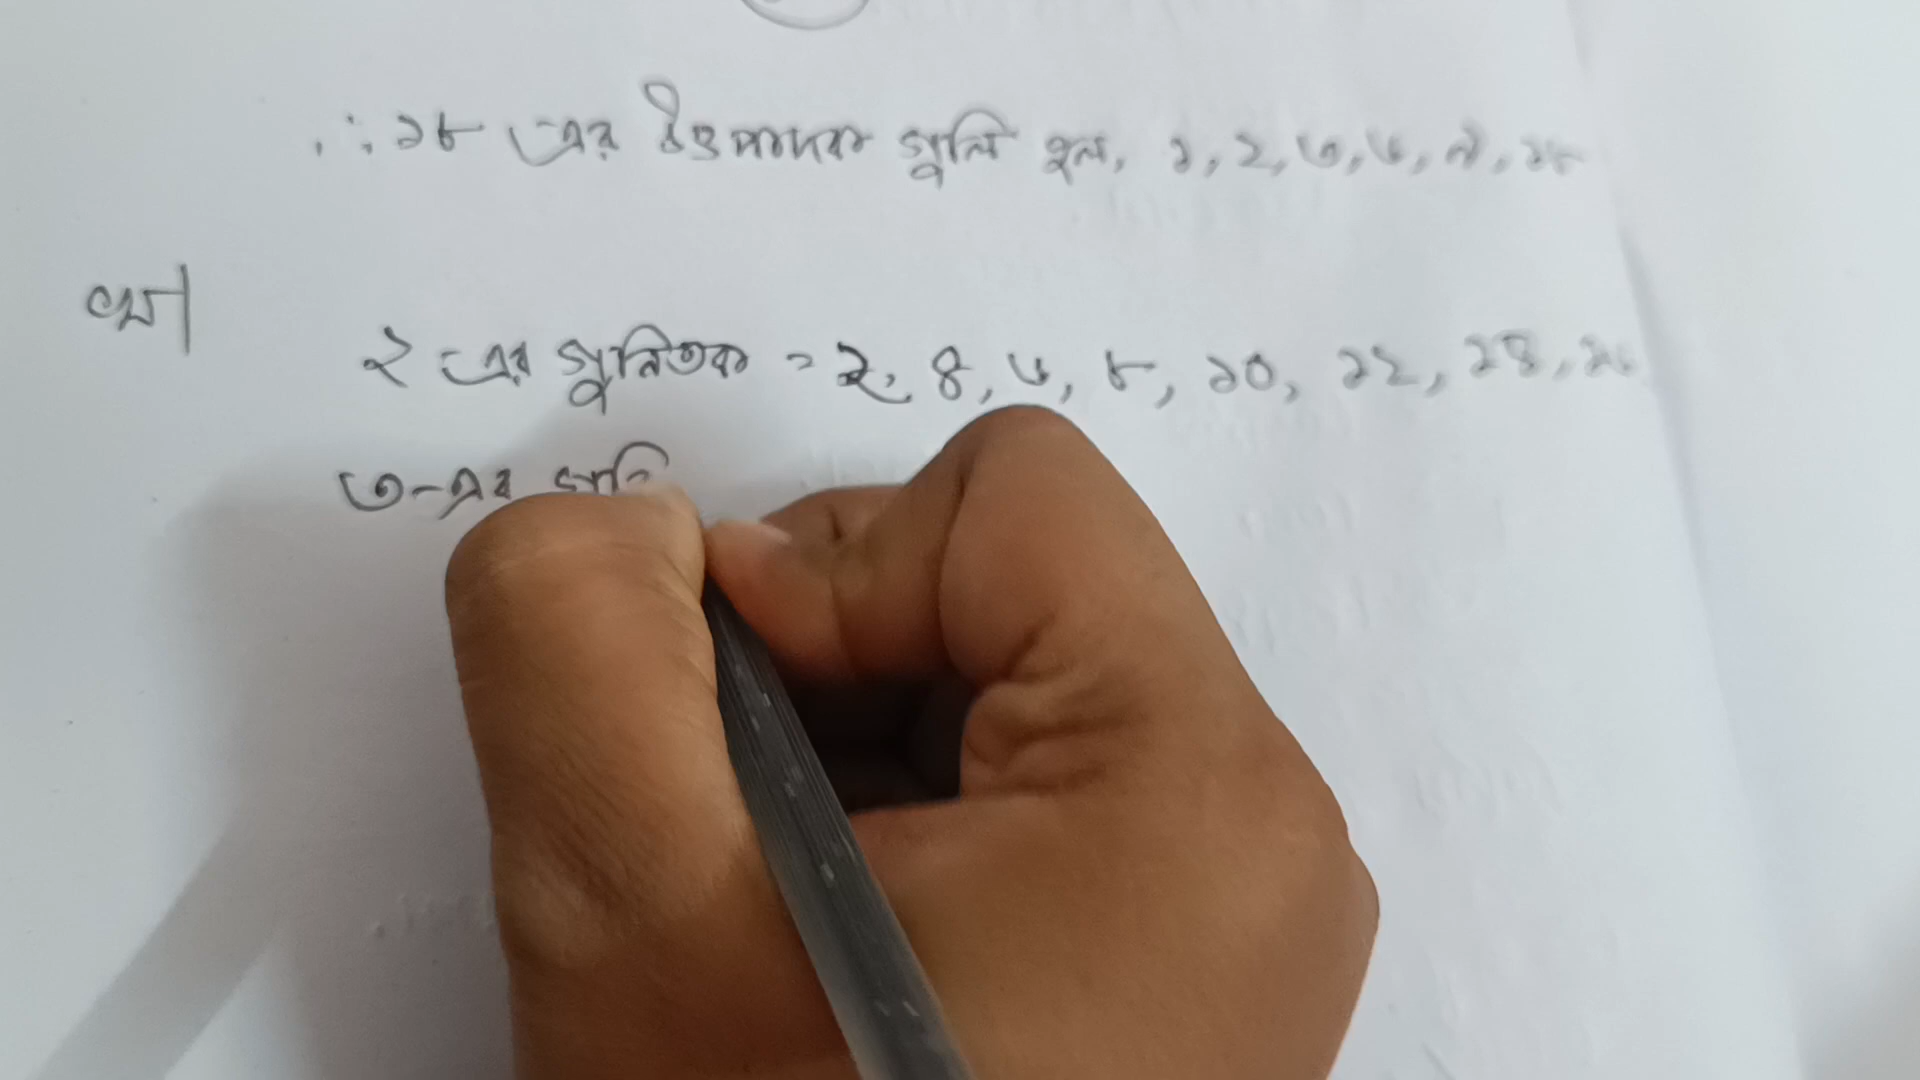 ∴ ১৮ এর উৎপাদক গুলি হল, ১, ২, ৩, ৬, ৯, ১৮
খ|
২ -এর গুনিতক = ২, ৪, ৬, ৮, ১০, ১২, ১৪, ১৬
৩-এর গুনি